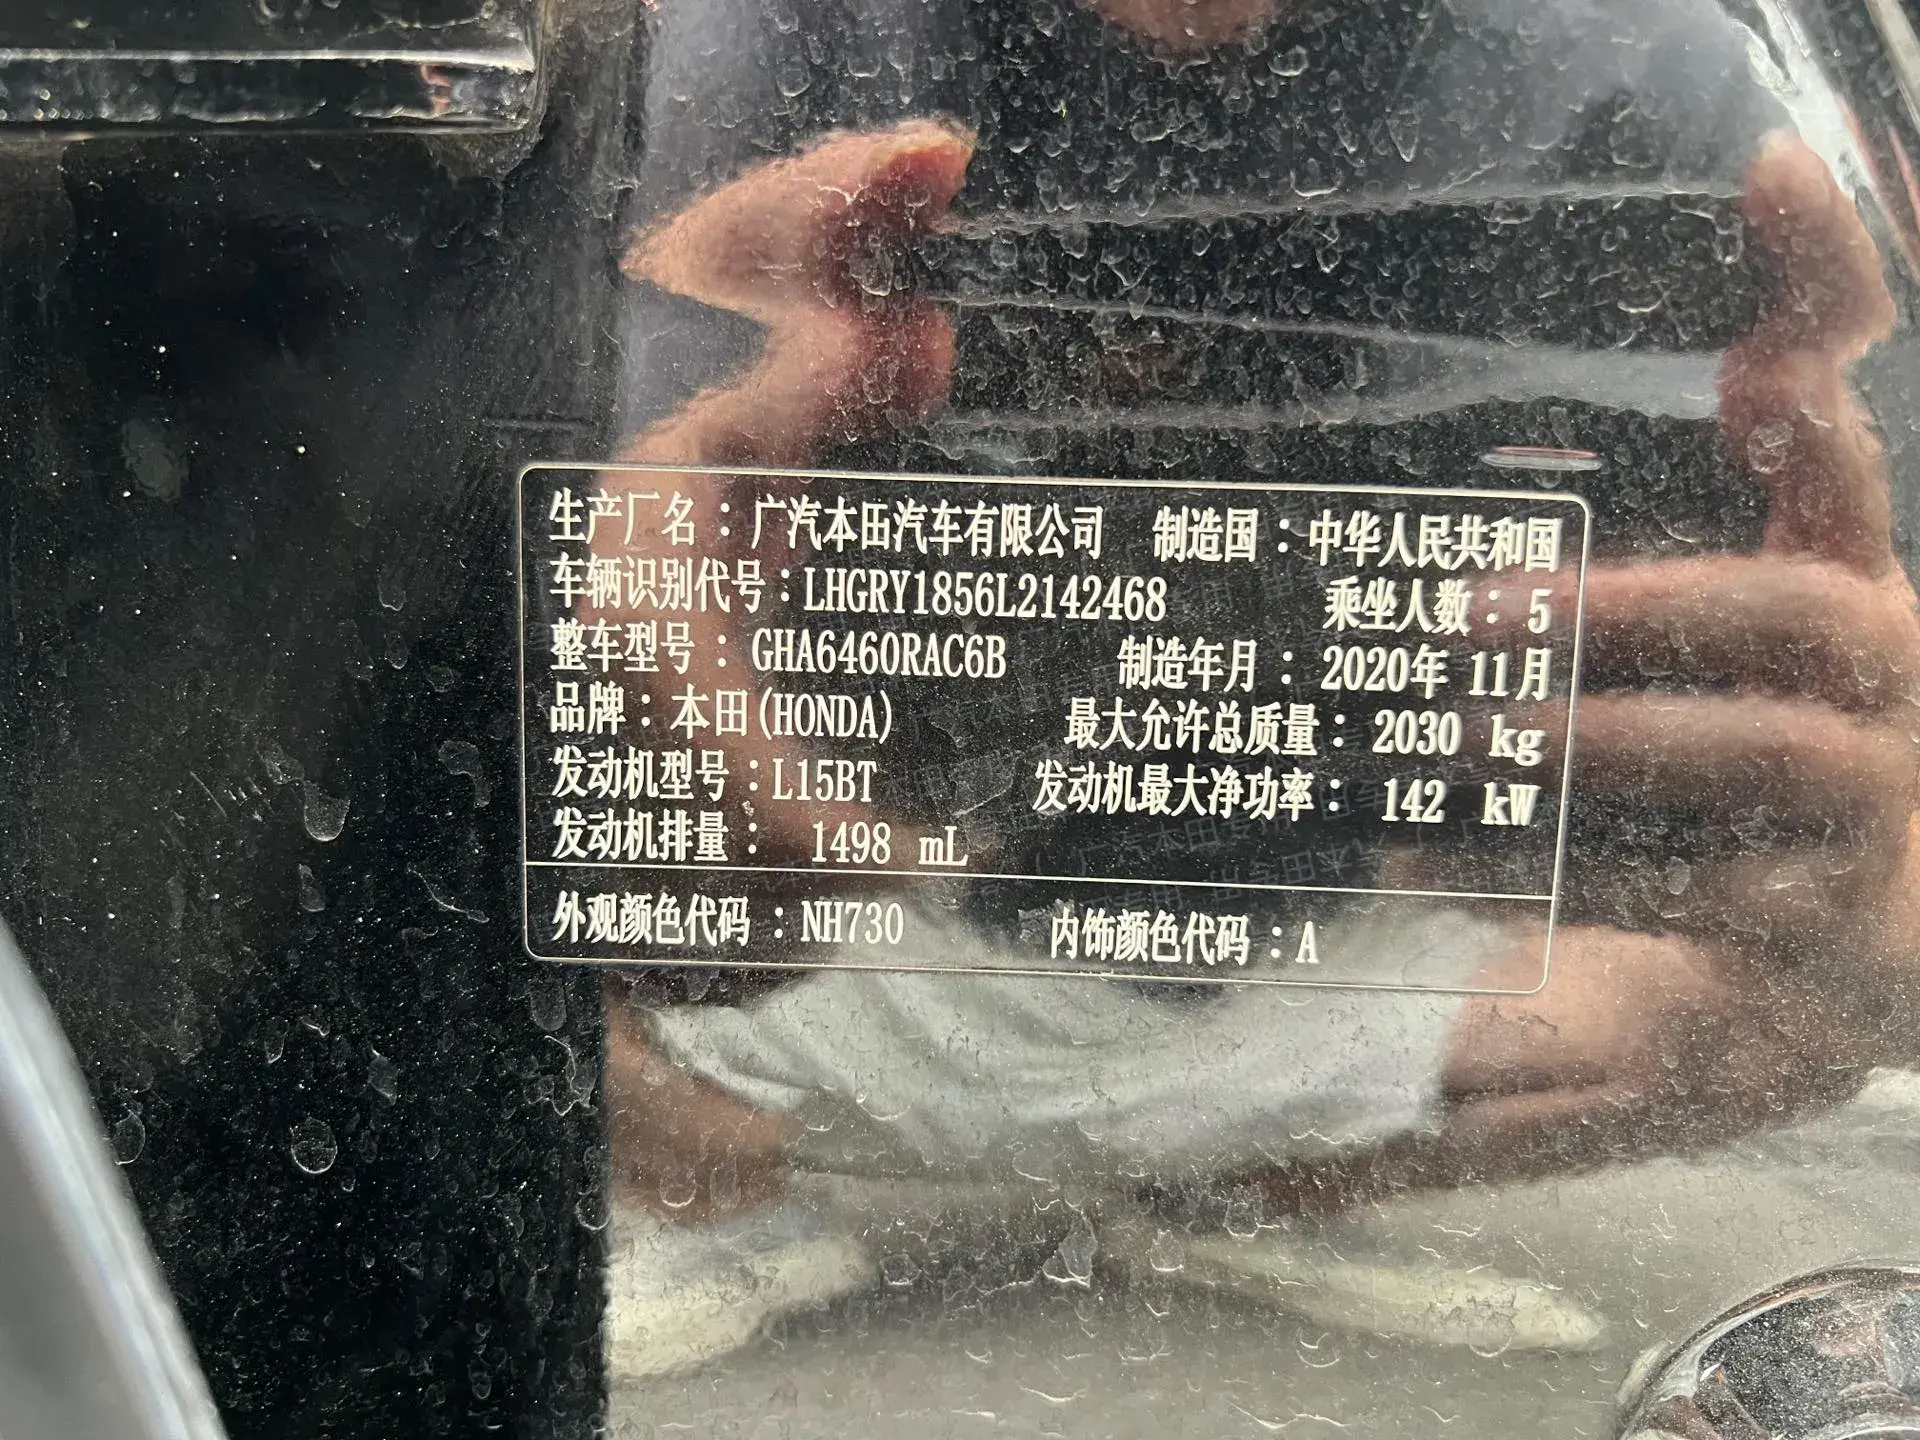 生产厂名：广汽本田汽车有限公司 制造国：中华人民共和国
车辆识别代号：LHGRY1856L2142468 乘坐人数：5
整车型号：GHA6460RAC6B 制造年月：2020年 11月
品牌：本田(HONDA) 最大允许总质量：2030 kg
发动机型号：L15BT 发动机最大净功率：142 kW
发动机排量：1498 mL
外观颜色代码：NH730 内饰颜色代码：A